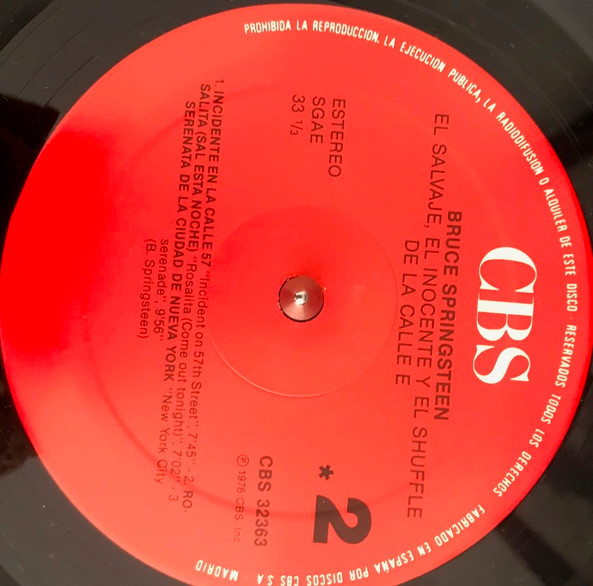 PROHIBIDA LA REPRODUCCION, LA EJECUCION PUBLICA, LA RADIODIFUSION O ALQUILER DE ESTE DISCO · RESERVADOS TODOS LOS DERECHOS · FABRICADO EN ESPAÑA POR DISCOS CBS S A · MADRID
CBS
BRUCE SPRINGSTEEN
EL SALVAJE, EL INOCENTE Y EL SHUFFLE
DE LA CALLE E
ESTEREO
SGAE
33 1/3
* 2
CBS 32363
℗ 1976 CBS, Inc
1. INCIDENTE EN LA CALLE 57 "Incident on 57th Street", 7'45" - 2. RO-
SALITA (SAL ESTA NOCHE) "Rosalita (Come out tonight)", 7'02" - 3
SERENATA DE LA CIUDAD DE NUEVA YORK "New York City
serenade", 9'56"
(B. Springsteen)